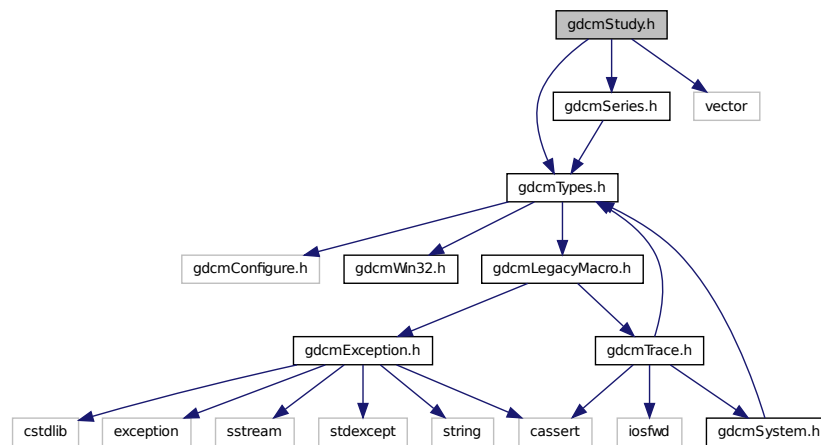 gdcmStudy.h
gdcmSeries.h
vector
gdcmTypes.h
gdcmConfigure.h
gdcmWin32.h
gdcmLegacyMacro.h
gdcmException.h
gdcmTrace.h
cstdlib
exception
sstream
stdexcept
string
cassert
iosfwd
gdcmSystem.h